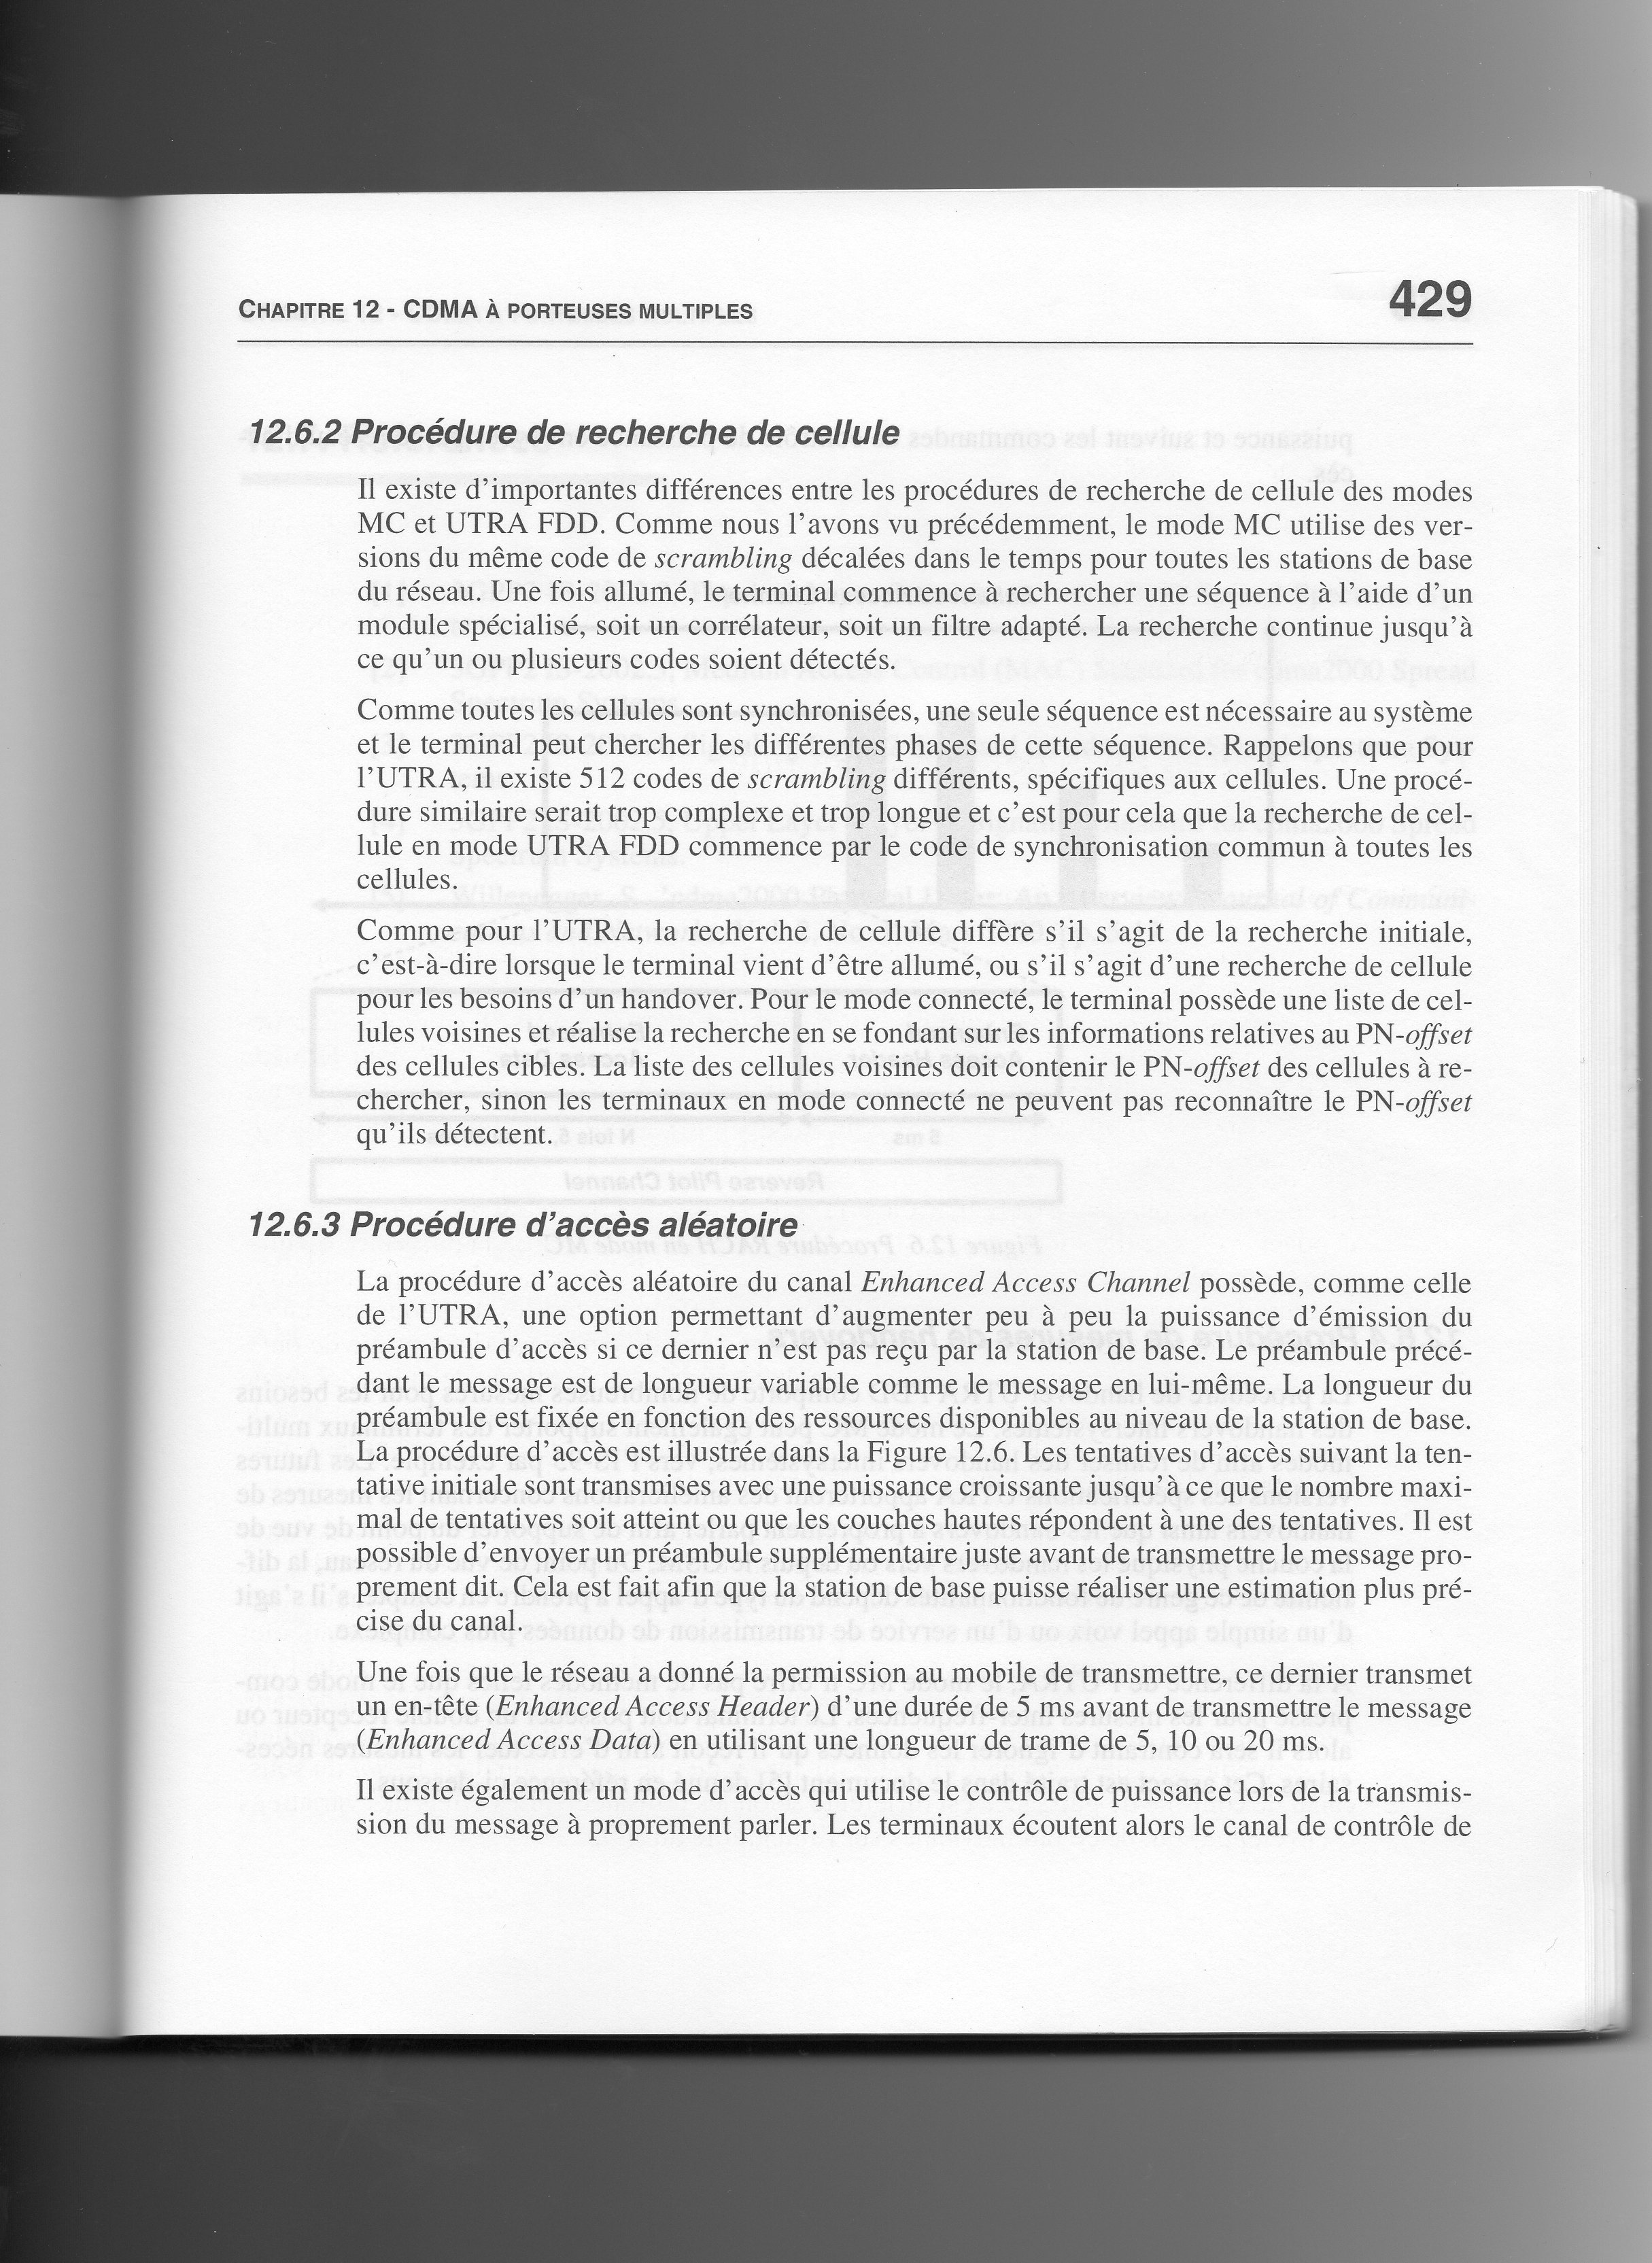 CHAPITRE 12 - CDMA À PORTEUSES MULTIPLES
429
12.6.2 Procédure de recherche de cellule
Il existe d'importantes différences entre les procédures de recherche de cellule des modes
MC et UTRA FDD. Comme nous l'avons vu précédemment, le mode MC utilise des ver-
sions du même code de scrambling décalées dans le temps pour toutes les stations de base
du réseau. Une fois allumé, le terminal commence à rechercher une séquence à l'aide d'un
module spécialisé, soit un corrélateur, soit un filtre adapté. La recherche continue jusqu'à
ce qu'un ou plusieurs codes soient détectés.
Comme toutes les cellules sont synchronisées, une seule séquence est nécessaire au système
et le terminal peut chercher les différentes phases de cette séquence. Rappelons que pour
l'UTRA, il existe 512 codes de scrambling différents, spécifiques aux cellules. Une procé-
dure similaire serait trop complexe et trop longue et c'est pour cela que la recherche de cel-
lule en mode UTRA FDD commence par le code de synchronisation commun à toutes les
cellules.
Comme pour l'UTRA, la recherche de cellule diffère s'il s'agit de la recherche initiale,
c'est-à-dire lorsque le terminal vient d'être allumé, ou s'il s'agit d'une recherche de cellule
pour les besoins d'un handover. Pour le mode connecté, le terminal possède une liste de cel-
lules voisines et réalise la recherche en se fondant sur les informations relatives au PN-offset
des cellules cibles. La liste des cellules voisines doit contenir le PN-offset des cellules à re-
chercher, sinon les terminaux en mode connecté ne peuvent pas reconnaître le PN-offset
qu'ils détectent.
12.6.3 Procédure d'accès aléatoire
La procédure d'accès aléatoire du canal Enhanced Access Channel possède, comme celle
de l'UTRA, une option permettant d'augmenter peu à peu la puissance d'émission du
préambule d'accès si ce dernier n'est pas reçu par la station de base. Le préambule précé-
dant le message est de longueur variable comme le message en lui-même. La longueur du
préambule est fixée en fonction des ressources disponibles au niveau de la station de base.
La procédure d'accès est illustrée dans la Figure 12.6. Les tentatives d'accès suivant la ten-
tative initiale sont transmises avec une puissance croissante jusqu'à ce que le nombre maxi-
mal de tentatives soit atteint ou que les couches hautes répondent à une des tentatives. Il est
possible d'envoyer un préambule supplémentaire juste avant de transmettre le message pro-
prement dit. Cela est fait afin que la station de base puisse réaliser une estimation plus pré-
cise du canal.
Une fois que le réseau a donné la permission au mobile de transmettre, ce dernier transmet
un en-tête (Enhanced Access Header) d'une durée de 5 ms avant de transmettre le message
(Enhanced Access Data) en utilisant une longueur de trame de 5, 10 ou 20 ms.
Il existe également un mode d'accès qui utilise le contrôle de puissance lors de la transmis-
sion du message à proprement parler. Les terminaux écoutent alors le canal de contrôle de